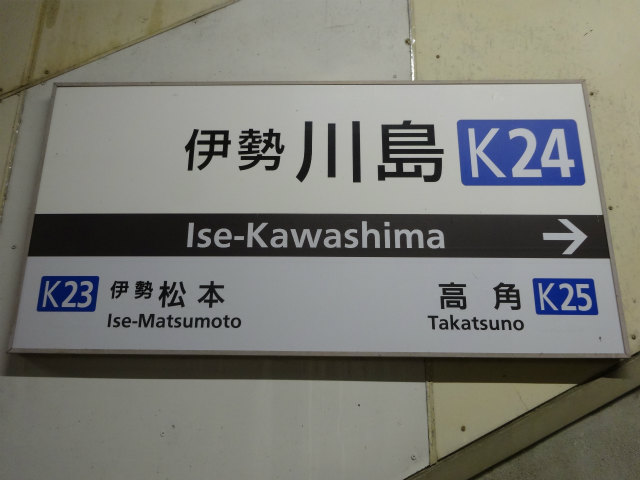 伊勢川島 K24
Ise-Kawashima →
K23 伊勢松本
Ise-Matsumoto
高角 K25
Takatsuno